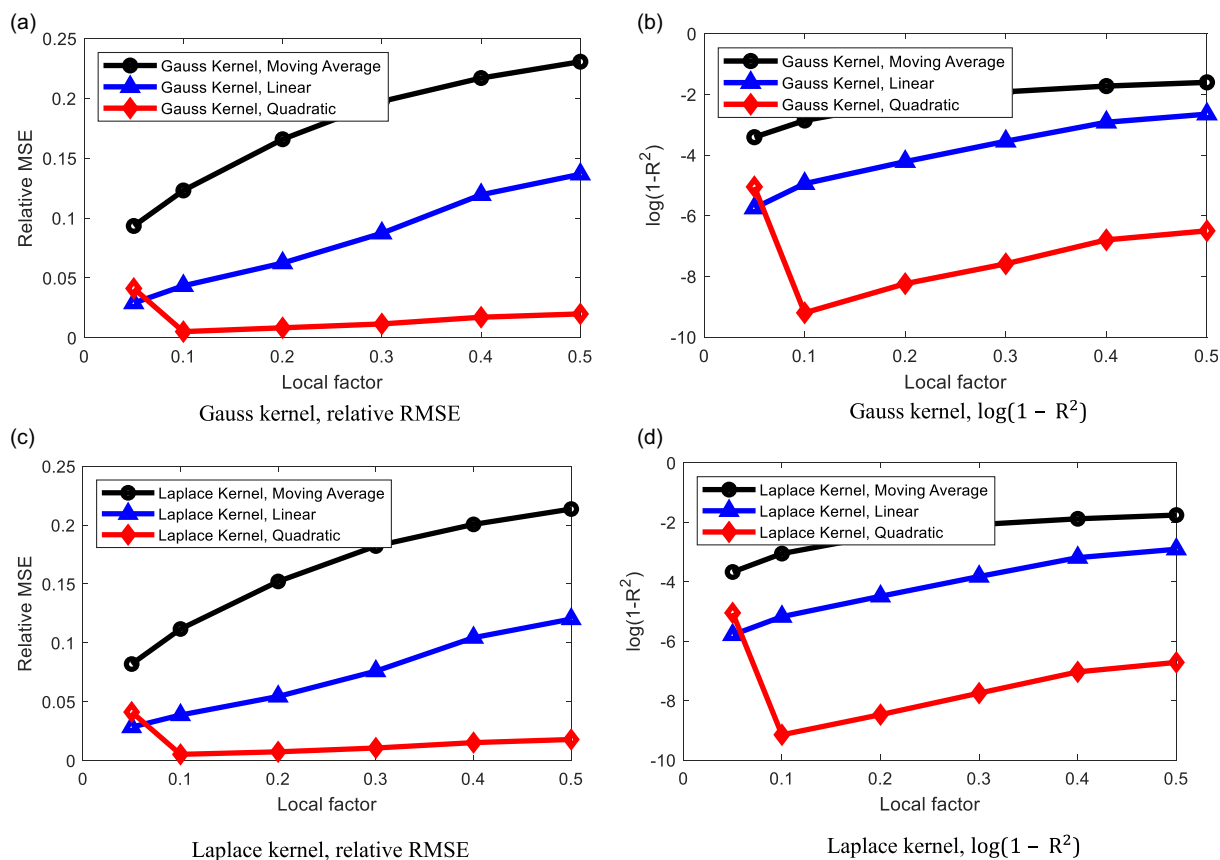 (a)
0.25
0.2
0.15
0.1
0.05
0
Relative MSE
Gauss Kernel, Moving Average
Gauss Kernel, Linear
Gauss Kernel, Quadratic
0 0.1 0.2 0.3 0.4 0.5
Local factor
Gauss kernel, relative RMSE
(b)
0
-2
-4
-6
-8
-10
log(1-R²)
Gauss Kernel, Moving Average
Gauss Kernel, Linear
Gauss Kernel, Quadratic
0 0.1 0.2 0.3 0.4 0.5
Local factor
Gauss kernel, log(1 − R²)
(c)
0.25
0.2
0.15
0.1
0.05
0
Relative MSE
Laplace Kernel, Moving Average
Laplace Kernel, Linear
Laplace Kernel, Quadratic
0 0.1 0.2 0.3 0.4 0.5
Local factor
Laplace kernel, relative RMSE
(d)
0
-2
-4
-6
-8
-10
log(1-R²)
Laplace Kernel, Moving Average
Laplace Kernel, Linear
Laplace Kernel, Quadratic
0 0.1 0.2 0.3 0.4 0.5
Local factor
Laplace kernel, log(1 − R²)